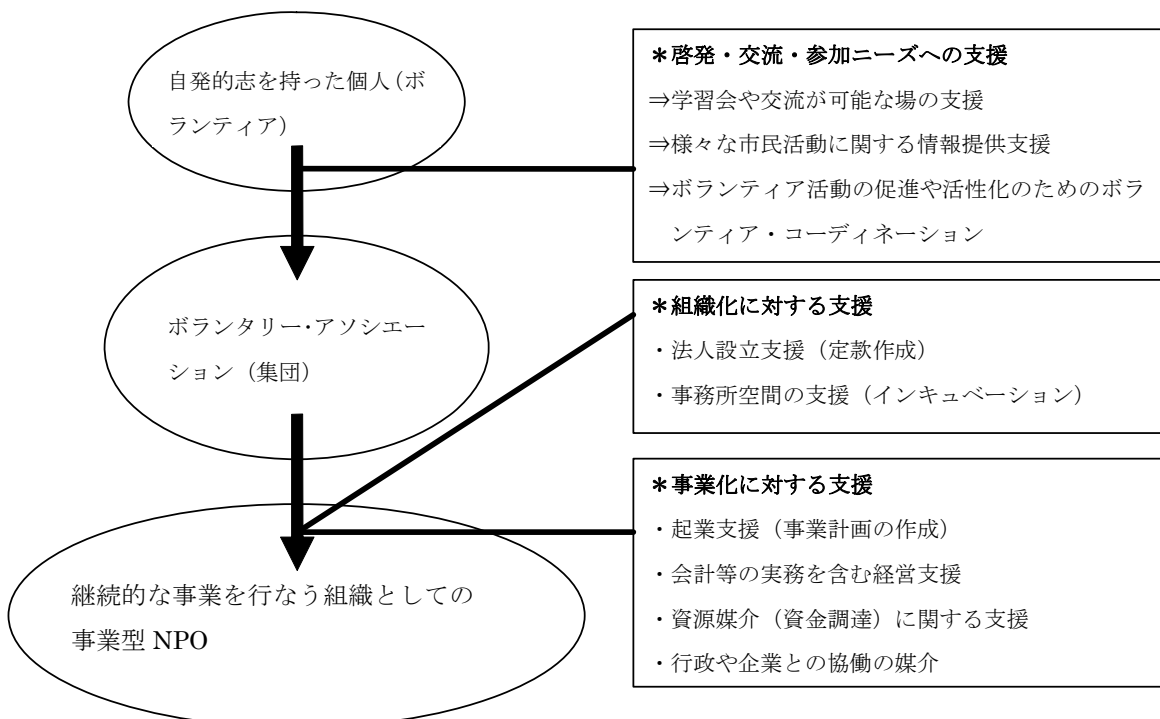 自発的志を持った個人（ボ
ランティア）
＊啓発・交流・参加ニーズへの支援
⇒学習会や交流が可能な場の支援
⇒様々な市民活動に関する情報提供支援
⇒ボランティア活動の促進や活性化のためのボラ
ンティア・コーディネーション
ボランタリー・アソシエー
ション（集団）
＊組織化に対する支援
・法人設立支援（定款作成）
・事務所空間の支援（インキュベーション）
継続的な事業を行なう組織としての
事業型 NPO
＊事業化に対する支援
・起業支援（事業計画の作成）
・会計等の実務を含む経営支援
・資源媒介（資金調達）に関する支援
・行政や企業との協働の媒介